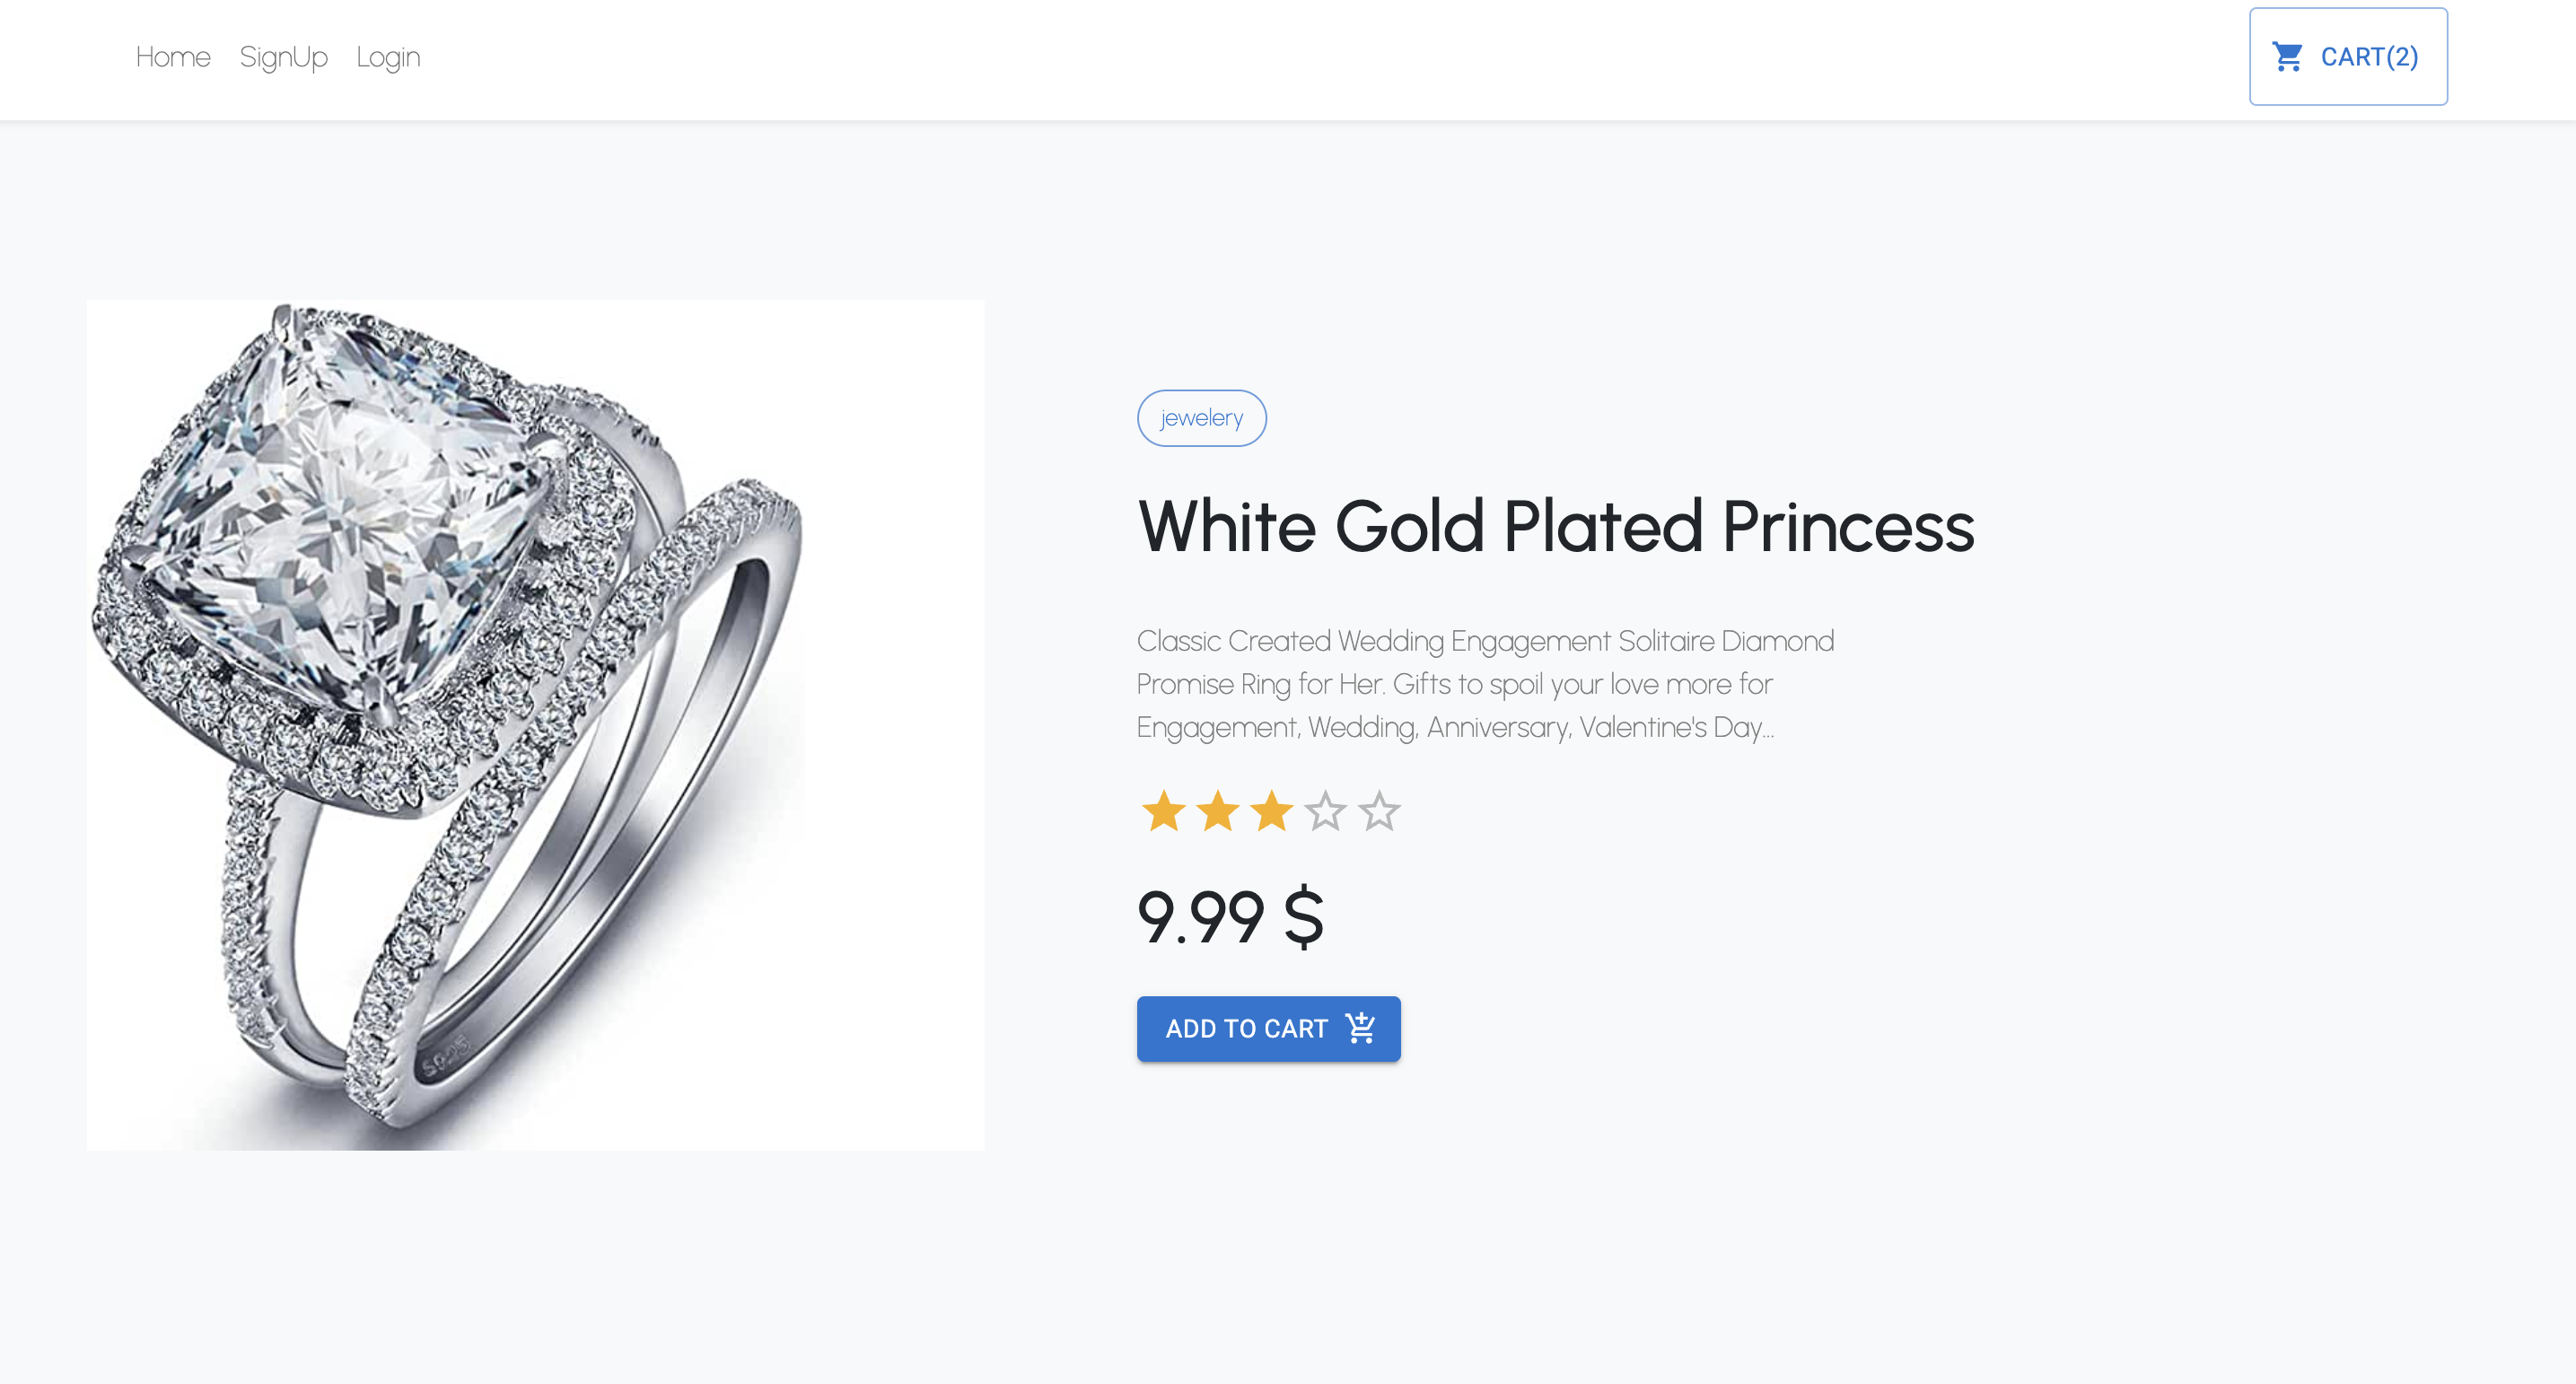 Home SignUp Login CART(2)
jewelery
White Gold Plated Princess
Classic Created Wedding Engagement Solitaire Diamond
Promise Ring for Her. Gifts to spoil your love more for
Engagement, Wedding, Anniversary, Valentine's Day...
9.99 $
ADD TO CART
S925